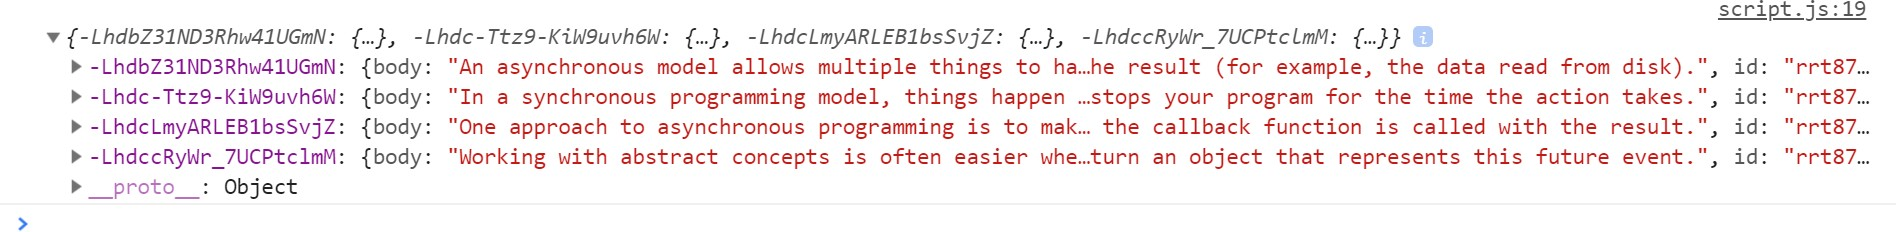 script.js:19
{-LhdbZ31ND3Rhw41UGmN: {…}, -Lhdc-Ttz9-KiW9uvh6W: {…}, -LhdcLmyARLEB1bsSvjZ: {…}, -LhdccRyWr_7UCPtclmM: {…}} i
-LhdbZ31ND3Rhw41UGmN: {body: "An asynchronous model allows multiple things to ha…he result (for example, the data read from disk).", id: "rrt87…
-Lhdc-Ttz9-KiW9uvh6W: {body: "In a synchronous programming model, things happen …stops your program for the time the action takes.", id: "rrt87…
-LhdcLmyARLEB1bsSvjZ: {body: "One approach to asynchronous programming is to mak… the callback function is called with the result.", id: "rrt87…
-LhdccRyWr_7UCPtclmM: {body: "Working with abstract concepts is often easier whe…turn an object that represents this future event.", id: "rrt87…
__proto__: Object